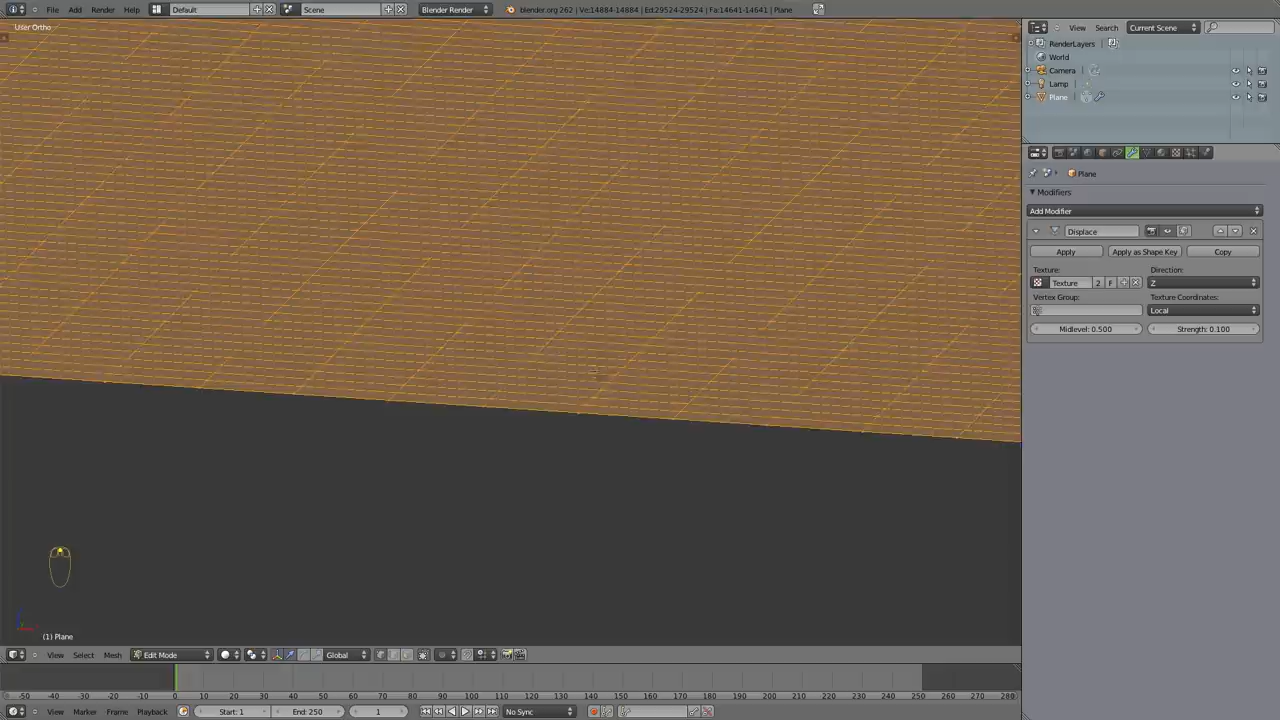 File Add Render Help Default Scene Blender Render blender.org 262 | Ve:14884-14884 | Ed:29524-29524 | Fa:14641-14641 | Plane
User Ortho
View Search Current Scene
RenderLayers
World
Camera
Lamp
Plane
Plane
Modifiers
Add Modifier
Displace
Apply Apply as Shape Key Copy
Texture: Direction:
Texture 2 F Z
Vertex Group: Texture Coordinates:
Local
Midlevel: 0.500 Strength: 0.100
(1) Plane
View Select Mesh Edit Mode Global
-50 -40 -30 -20 -10 0 10 20 30 40 50 60 70 80 90 100 110 120 130 140 150 160 170 180 190 200 210 220 230 240 250 260 270 280
View Marker Frame Playback Start: 1 End: 250 1 No Sync